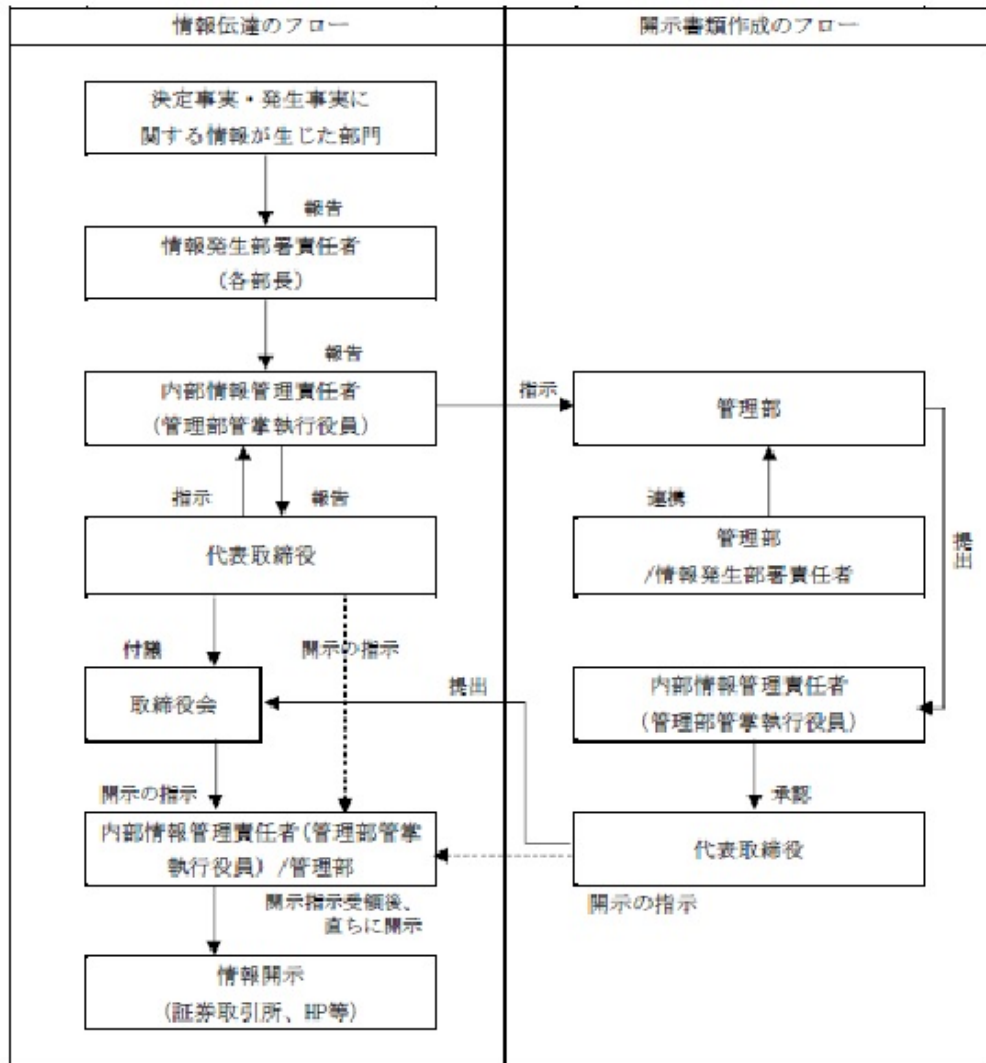 情報伝達のフロー
開示書類作成のフロー
決定事実・発生事実に
関する情報が生じた部門
報告
情報発生部署責任者
(各部長)
報告
内部情報管理責任者
(管理部管掌執行役員)
指示
管理部
指示
報告
連携
代表取締役
管理部
/情報発生部署責任者
提出
付議
開示の指示
取締役会
提出
内部情報管理責任者
(管理部管掌執行役員)
開示の指示
承認
内部情報管理責任者(管理部管掌
執行役員)/管理部
代表取締役
開示の指示
開示指示受領後、
直ちに開示
情報開示
(証券取引所、HP等)